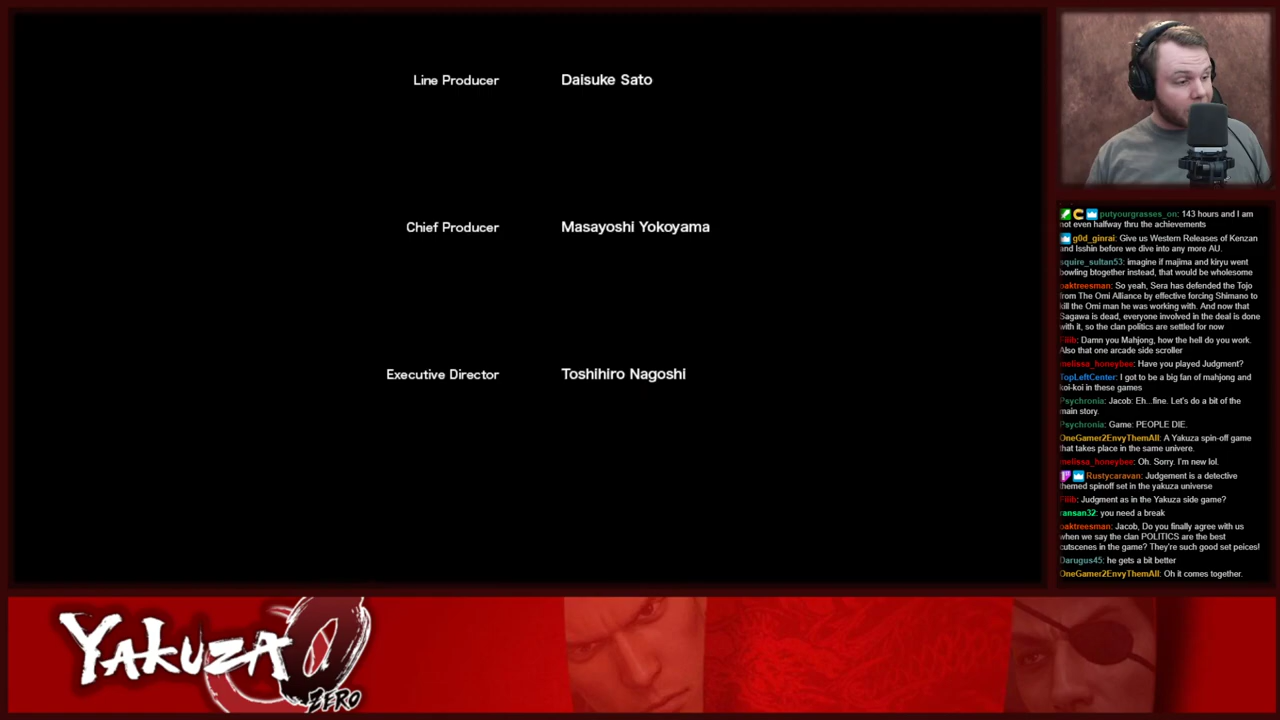 Line Producer Daisuke Sato
Chief Producer Masayoshi Yokoyama
Executive Director Toshihiro Nagoshi
putyourgrasses_on: 143 hours and I am
not even halfway thru the achievements
g0d_ginrai: Give us Western Releases of Kenzan
and Isshin before we dive into any more AU.
squire_sultan53: imagine if majima and kiryu went
bowling btogether instead, that would be wholesome
oaktreesman: So yeah, Sera has defended the Tojo
from The Omi Alliance by effective forcing Shimano to
kill the Omi man he was working with. And now that
Sagawa is dead, everyone involved in the deal is done
with it, so the clan politics are settled for now
Fiiib: Damn you Mahjong, how the hell do you work.
Also that one arcade side scroller
melissa_honeybee: Have you played Judgment?
TopLeftCenter: I got to be a big fan of mahjong and
koi-koi in these games
Psychronia: Jacob: Eh...fine. Let's do a bit of the
main story.
Psychronia: Game: PEOPLE DIE.
OneGamer2EnvyThemAll: A Yakuza spin-off game
that takes place in the same univere.
melissa_honeybee: Oh. Sorry. I'm new lol.
Rustycaravan: Judgement is a detective
themed spinoff set in the yakuza universe
Fiiib: Judgment as in the Yakuza side game?
ransan32: you need a break
oaktreesman: Jacob, Do you finally agree with us
when we say the clan POLITICS are the best
cutscenes in the game? They're such good set peices!
Darugus45: he gets a bit better
OneGamer2EnvyThemAll: Oh it comes together.
YAKUZA 0
ZERO